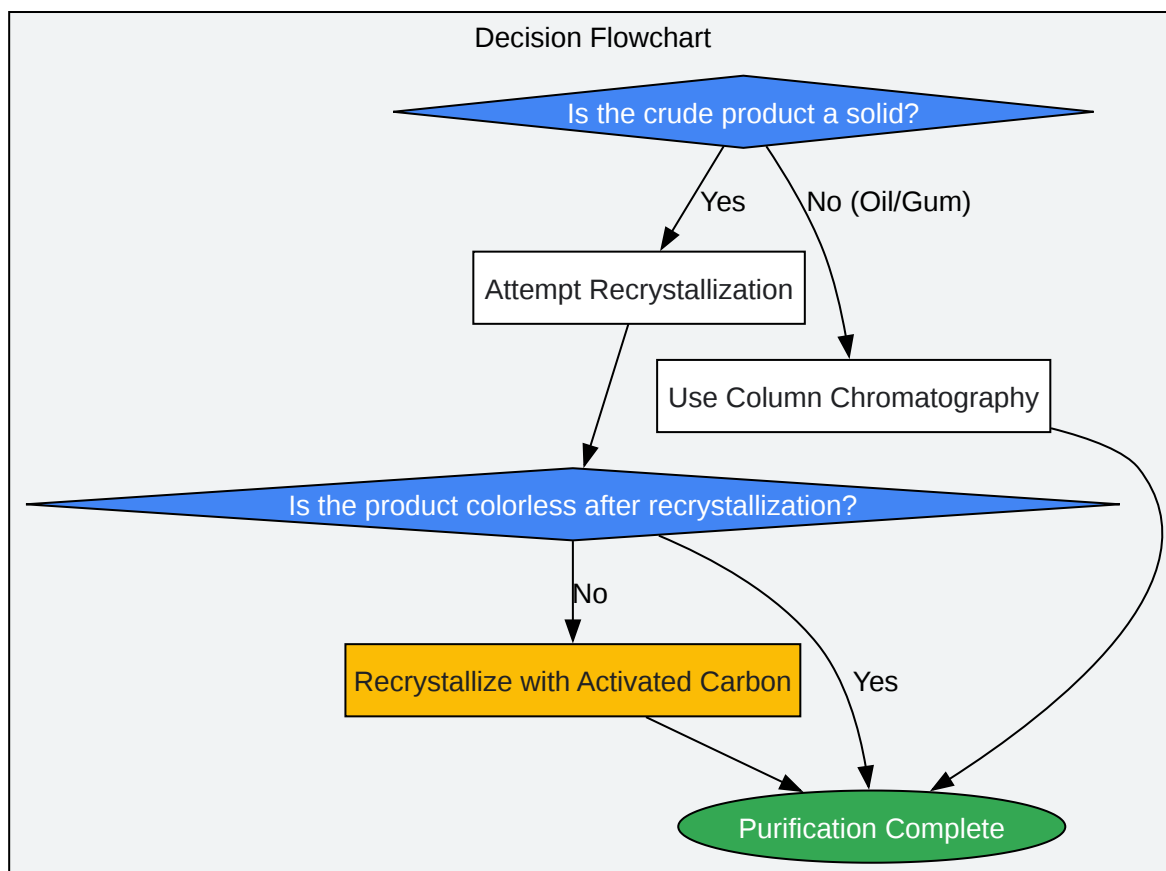 Decision Flowchart
Is the crude product a solid?
Yes
No (Oil/Gum)
Attempt Recrystallization
Use Column Chromatography
Is the product colorless after recrystallization?
No
Recrystallize with Activated Carbon
Yes
Purification Complete